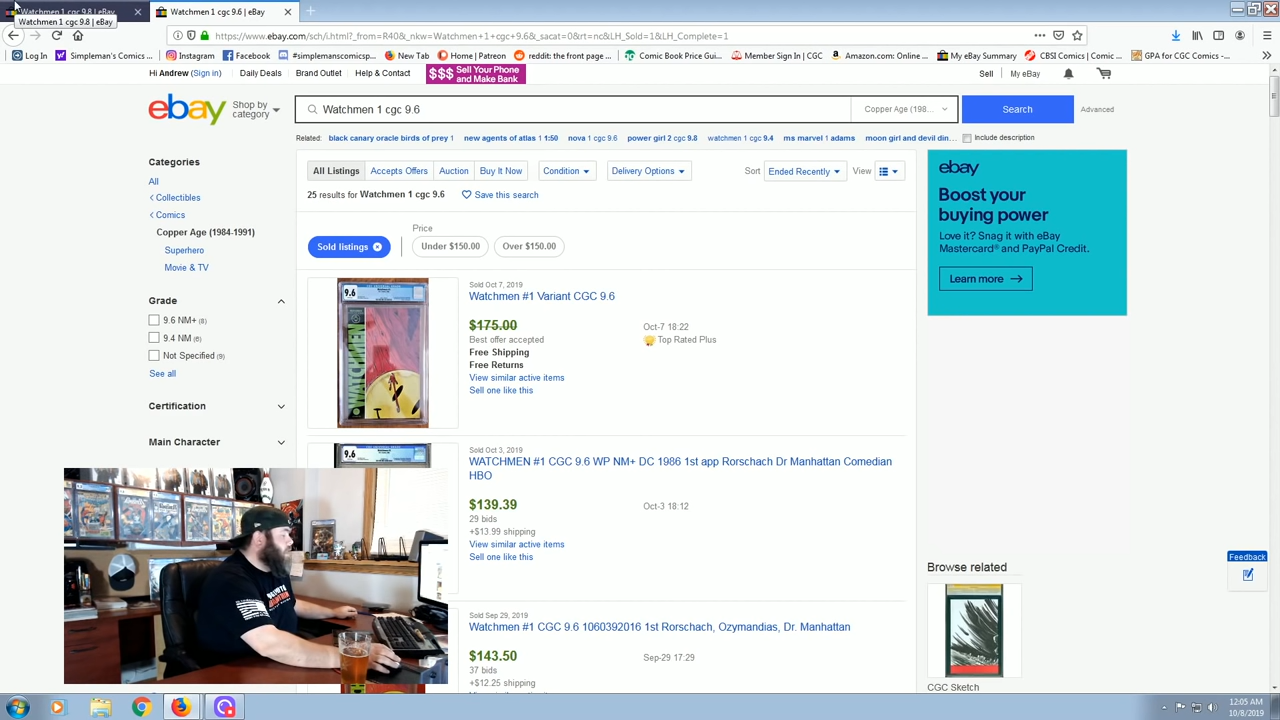 Watchmen 1 cgc 9.8 | eBay
Watchmen 1 cgc 9.6 | eBay
Watchmen 1 cgc 9.8 | eBay
https://www.ebay.com/sch/i.html?_from=R40&_nkw=Watchmen+1+cgc+9.6&_sacat=0&rt=nc&LH_Sold=1&LH_Complete=1
Log In
Simpleman's Comics ...
Instagram
Facebook
#simplemanscomicsp...
New Tab
Home | Patreon
reddit: the front page ...
Comic Book Price Gui...
Member Sign In | CGC
Amazon.com: Online ...
My eBay Summary
CBSI Comics | Comic ...
GPA for CGC Comics -...
Hi Andrew (Sign in)
Daily Deals
Brand Outlet
Help & Contact
$$$ Sell Your Phone and Make Bank
Sell
My eBay
ebay
Shop by
category
Watchmen 1 cgc 9.6
Copper Age (198...
Search
Advanced
Related: black canary oracle birds of prey 1 new agents of atlas 1 1:50 nova 1 cgc 9.6 power girl 2 cgc 9.8 watchmen 1 cgc 9.4 ms marvel 1 adams moon girl and devil din...
Include description
Categories
All
Collectibles
Comics
Copper Age (1984-1991)
Superhero
Movie & TV
Grade
9.6 NM+ (8)
9.4 NM (6)
Not Specified (9)
See all
Certification
Main Character
All Listings
Accepts Offers
Auction
Buy It Now
Condition
Delivery Options
Sort
Ended Recently
View
25 results for Watchmen 1 cgc 9.6
Save this search
Price
Sold listings
Under $150.00
Over $150.00
9.6
WATCHMEN
Sold Oct 7, 2019
Watchmen #1 Variant CGC 9.6
$175.00
Best offer accepted
Free Shipping
Free Returns
View similar active items
Sell one like this
Oct-7 18:22
Top Rated Plus
9.6
Sold Oct 3, 2019
WATCHMEN #1 CGC 9.6 WP NM+ DC 1986 1st app Rorschach Dr Manhattan Comedian
HBO
$139.39
29 bids
+$13.99 shipping
View similar active items
Sell one like this
Oct-3 18:12
Sold Sep 29, 2019
Watchmen #1 CGC 9.6 1060392016 1st Rorschach, Ozymandias, Dr. Manhattan
$143.50
37 bids
+$12.25 shipping
Sep-29 17:29
ebay
Boost your
buying power
Love it? Snag it with eBay
Mastercard® and PayPal Credit.
Learn more
Feedback
Browse related
CGC Sketch
12:05 AM
10/8/2019